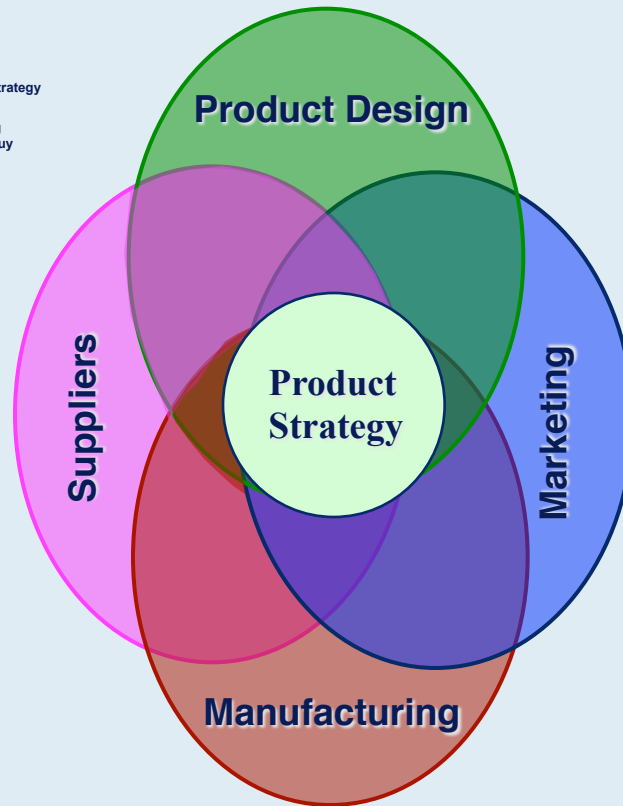 Product Design
Suppliers
Product
Strategy
Marketing
Manufacturing